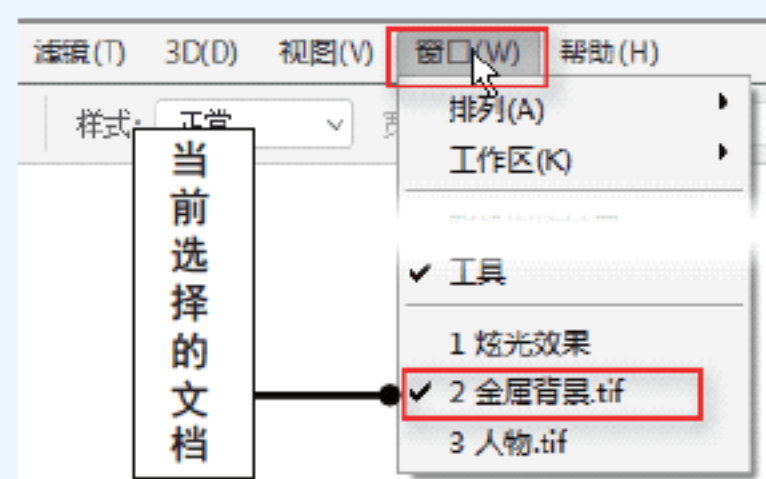 滤镜(T) 3D(D) 视图(V) 窗口(W) 帮助(H)
样式: 正常
排列(A)
工作区(K)
工具
1 炫光效果
2 金属背景.tif
3 人物.tif
当前选择的文档